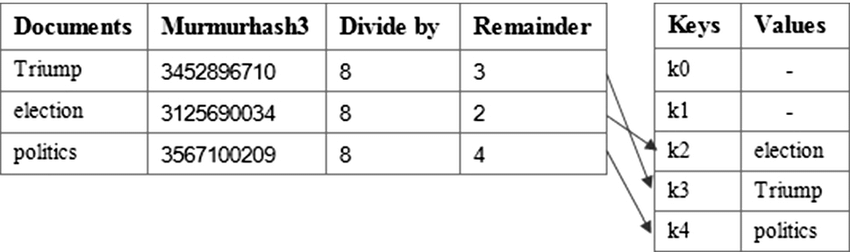 Documents Murmurhash3 Divide by Remainder
Triump 3452896710 8 3
election 3125690034 8 2
politics 3567100209 8 4
Keys Values
k0 -
k1 -
k2 election
k3 Triump
k4 politics